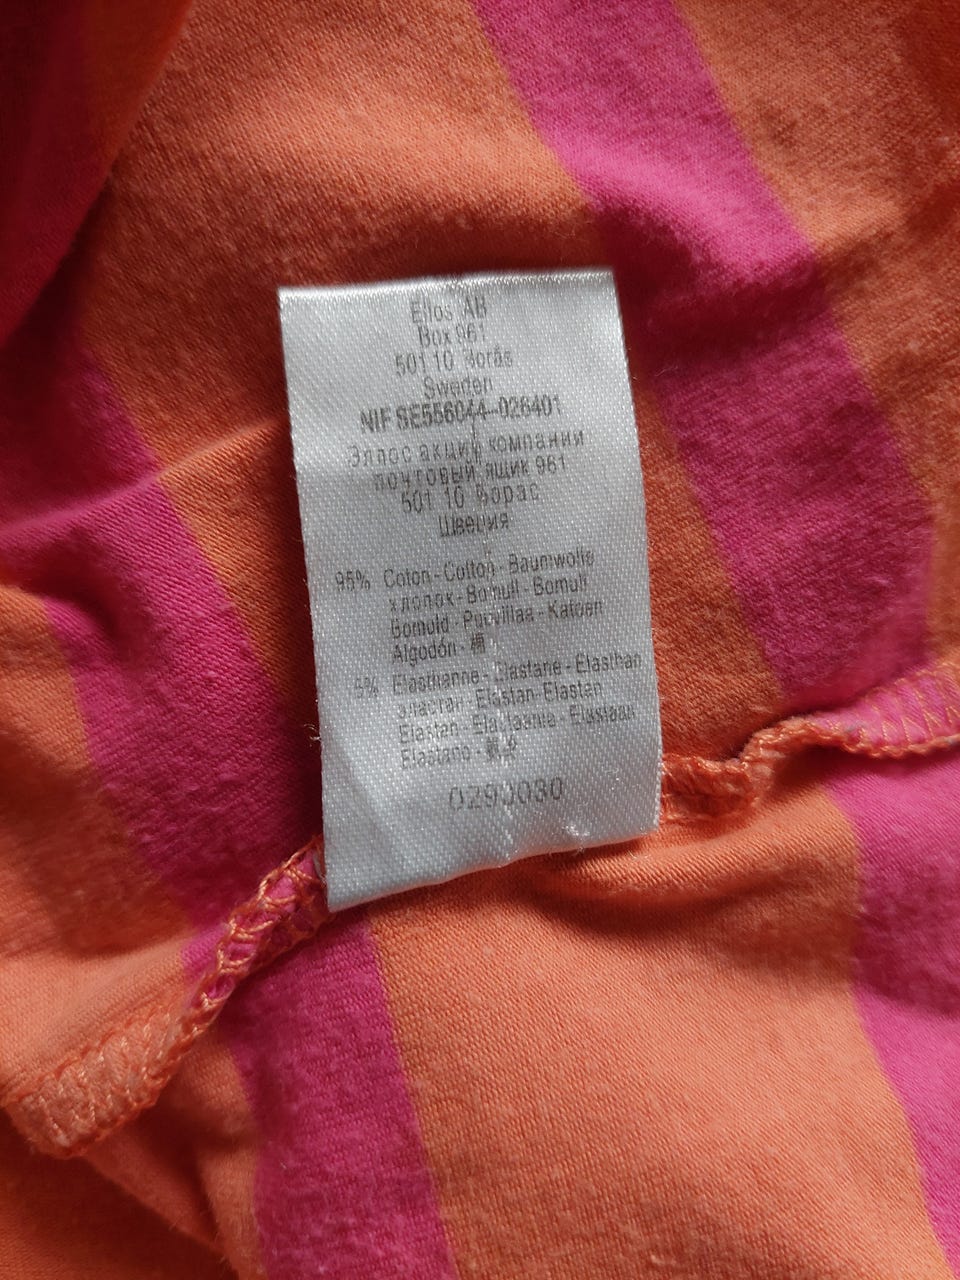 Ellos AB
Box 961
501 10 Borås
Sweden
NIF SE556044-026401
Эллос акции компании
почтовый ящик 961
501 10 Борас
Швеция
95% Coton - Cotton - Baumwolle
хлопок - Bomull - Bomull
Bomuld - Puuvillaa - Katoen
Algodón - 棉
5% Elasthanne - Elastane - Elasthan
эластан - Elastan - Elastan
Elastan - Elastaania - Elastaan
Elastano -
0290030